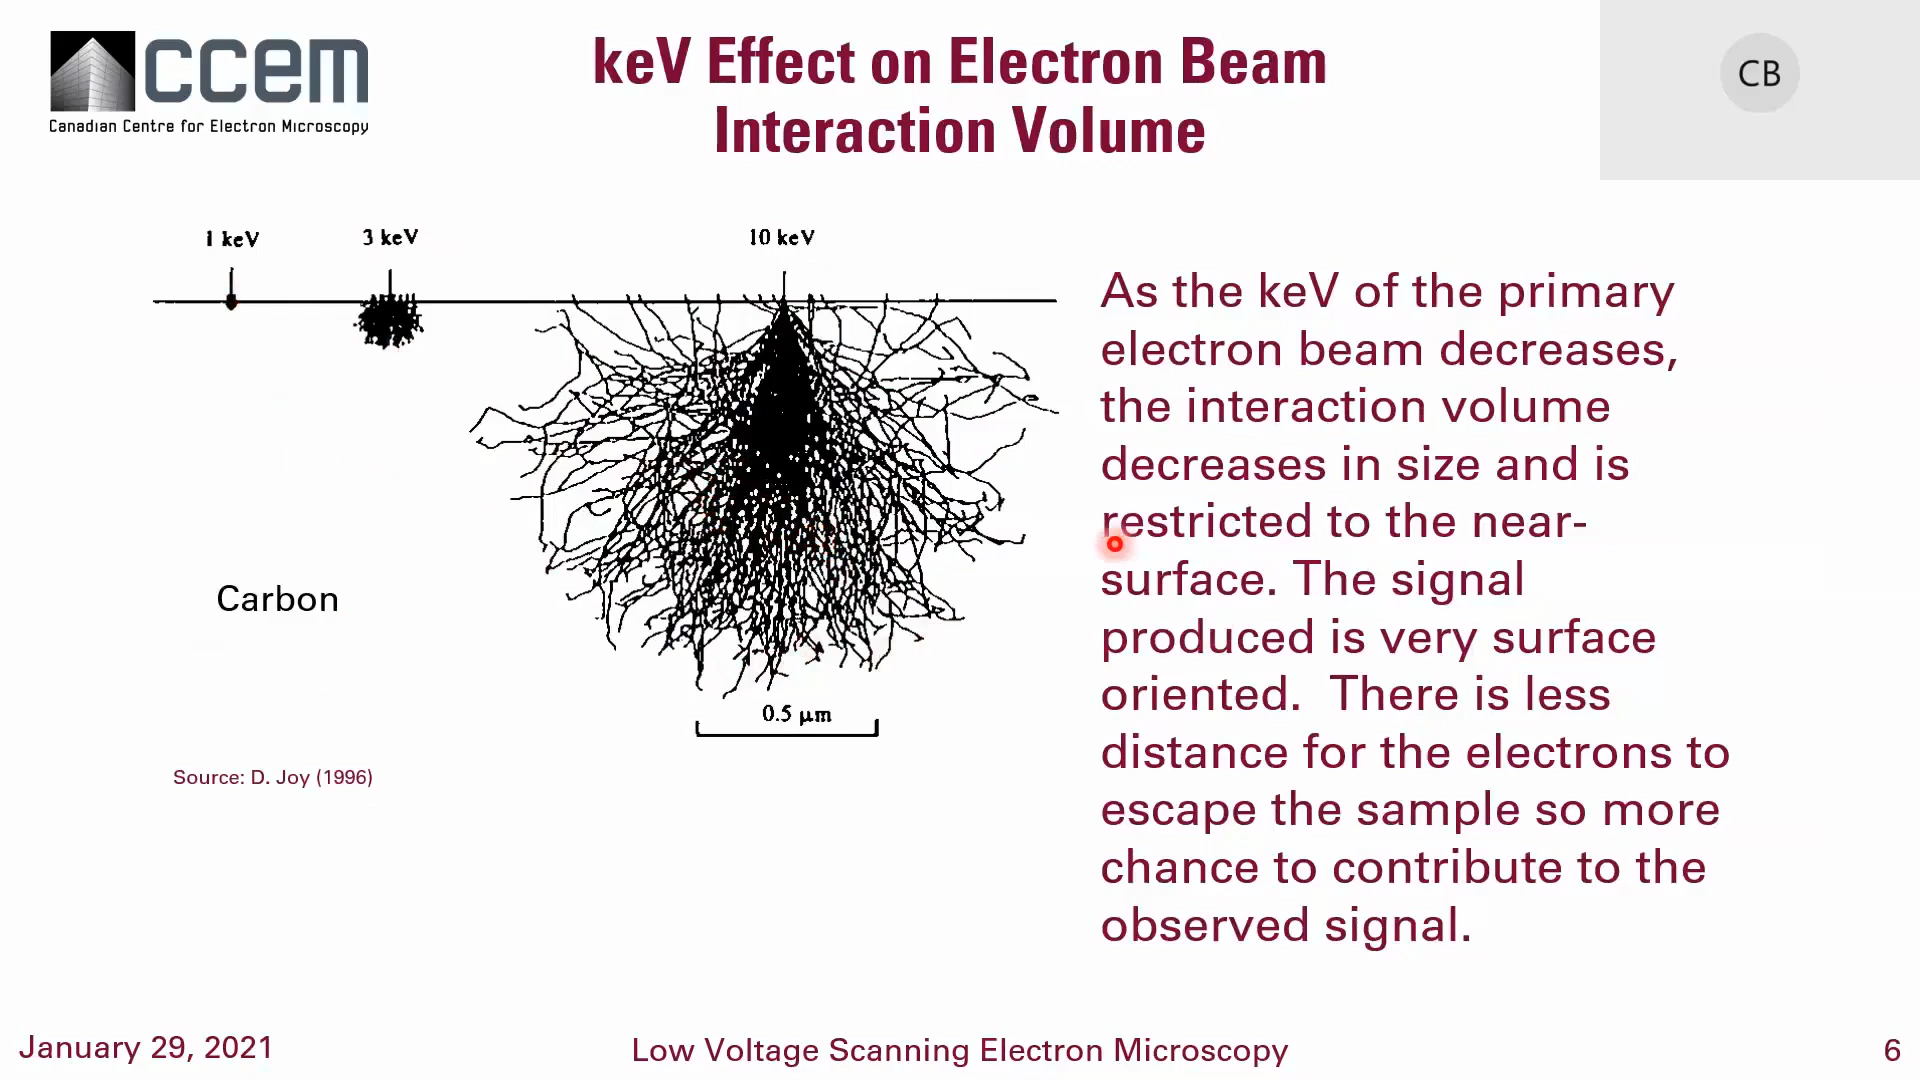 ccem
Canadian Centre for Electron Microscopy
keV Effect on Electron Beam
Interaction Volume
CB
1 keV
3 keV
10 keV
0.5 μm
Carbon
Source: D. Joy (1996)
As the keV of the primary
electron beam decreases,
the interaction volume
decreases in size and is
restricted to the near-
surface. The signal
produced is very surface
oriented.  There is less
distance for the electrons to
escape the sample so more
chance to contribute to the
observed signal.
January 29, 2021
Low Voltage Scanning Electron Microscopy
6